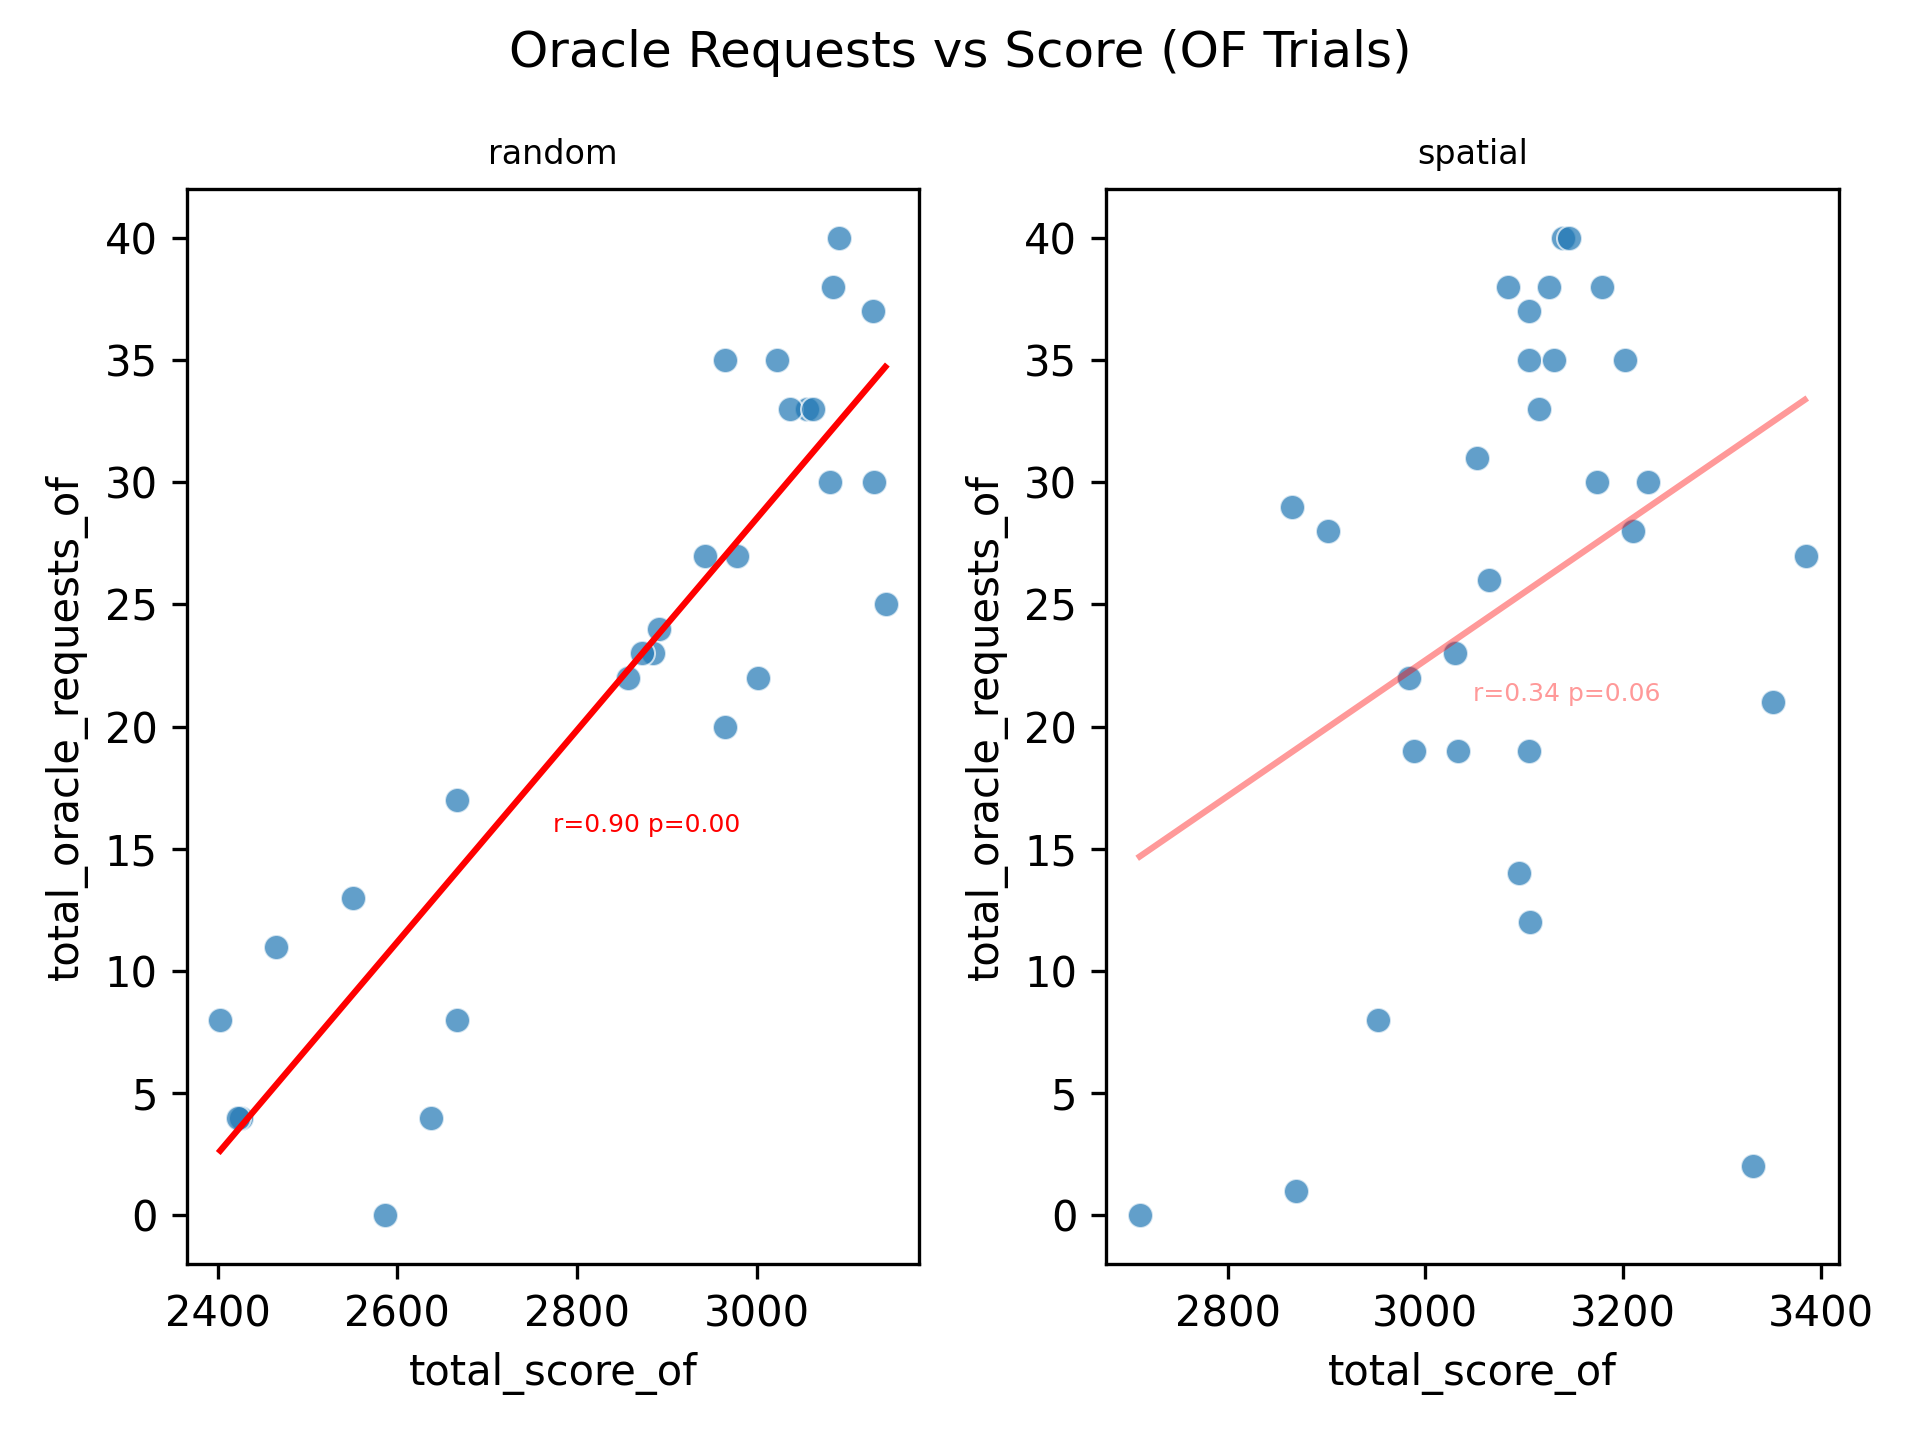 Oracle Requests vs Score (OF Trials)
random
40
35
30
25
20
15
10
5
0
total_oracle_requests_of
r=0.90 p=0.00
2400 2600 2800 3000
total_score_of
spatial
40
35
30
25
20
15
10
5
0
total_oracle_requests_of
r=0.34 p=0.06
2800 3000 3200 3400
total_score_of